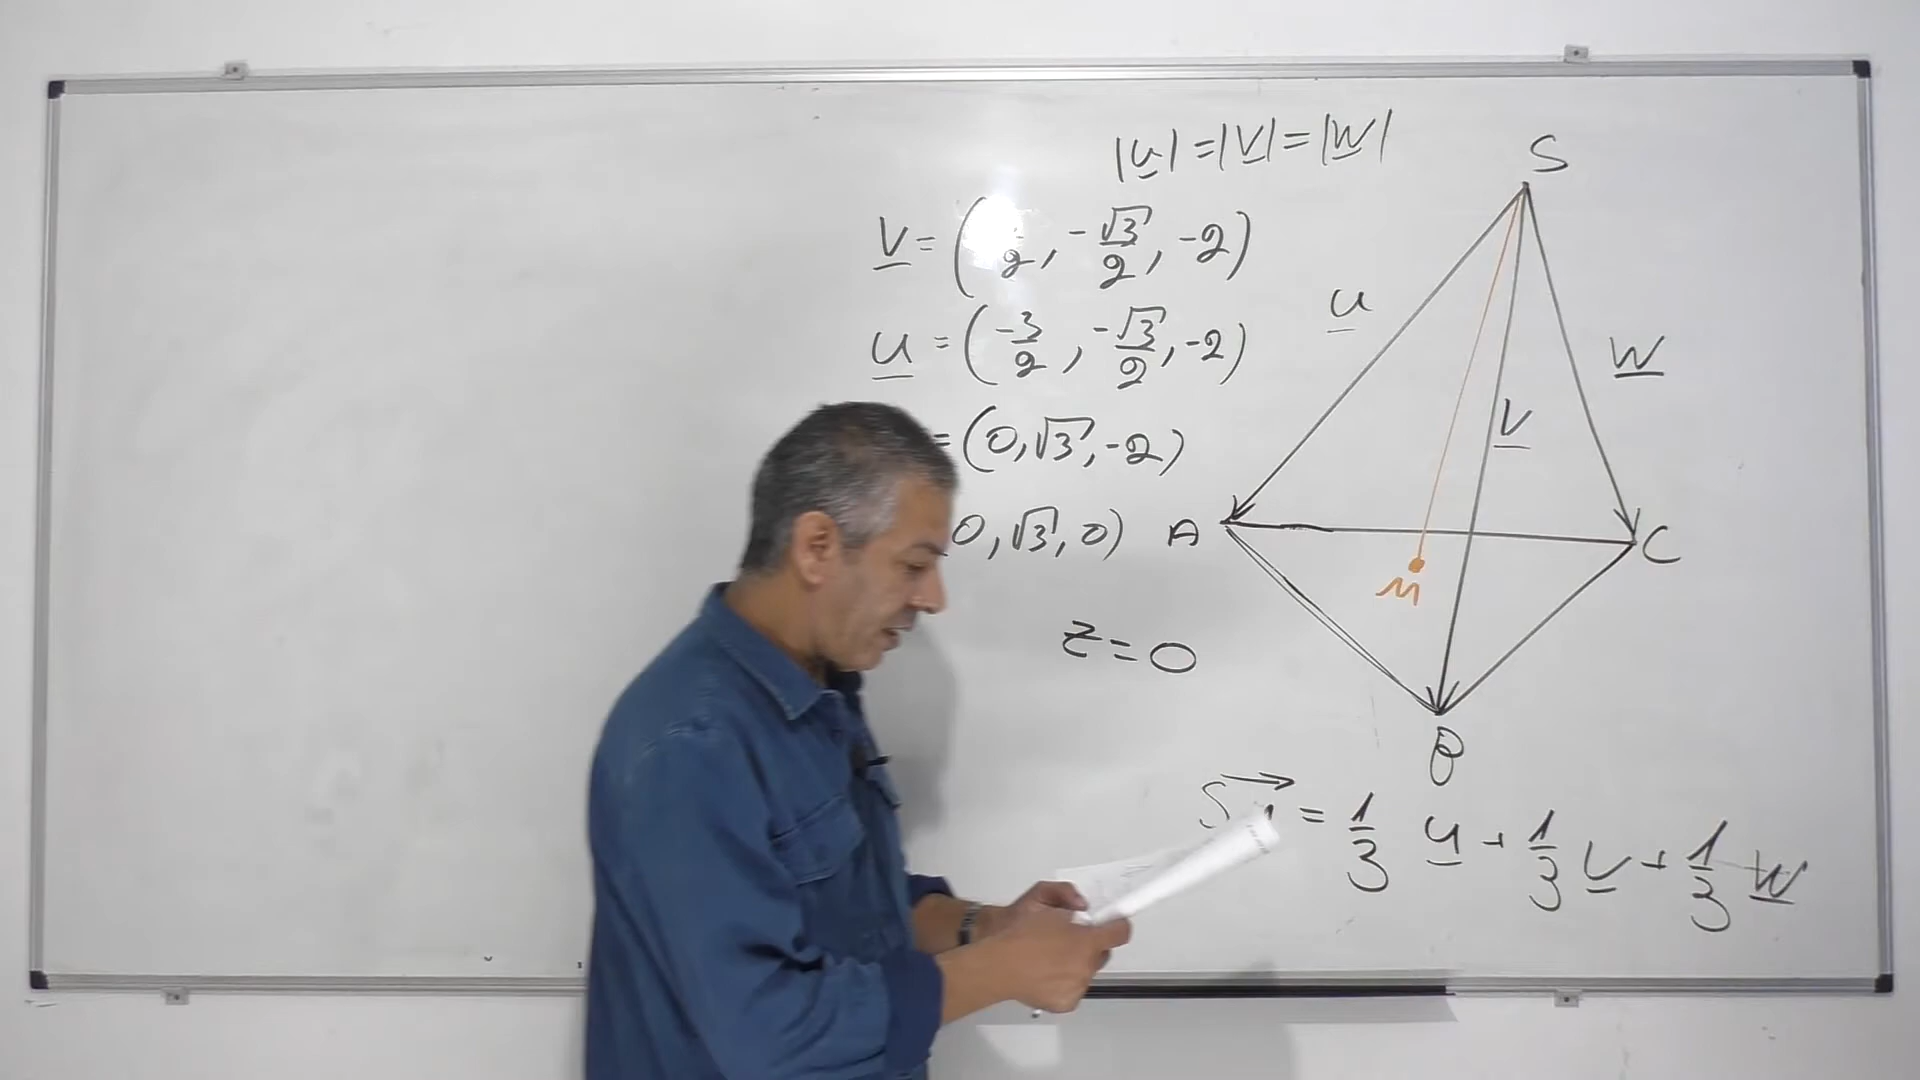 |u|=|v|=|w|
S
v = ( /2, -√3/2, -2)
u = (-3/2, -√3/2, -2)
u
w
= (0, √3, -2)
v
0, √3, 0)
A
C
M
z=0
B
S = 1/3 u + 1/3 v + 1/3 w